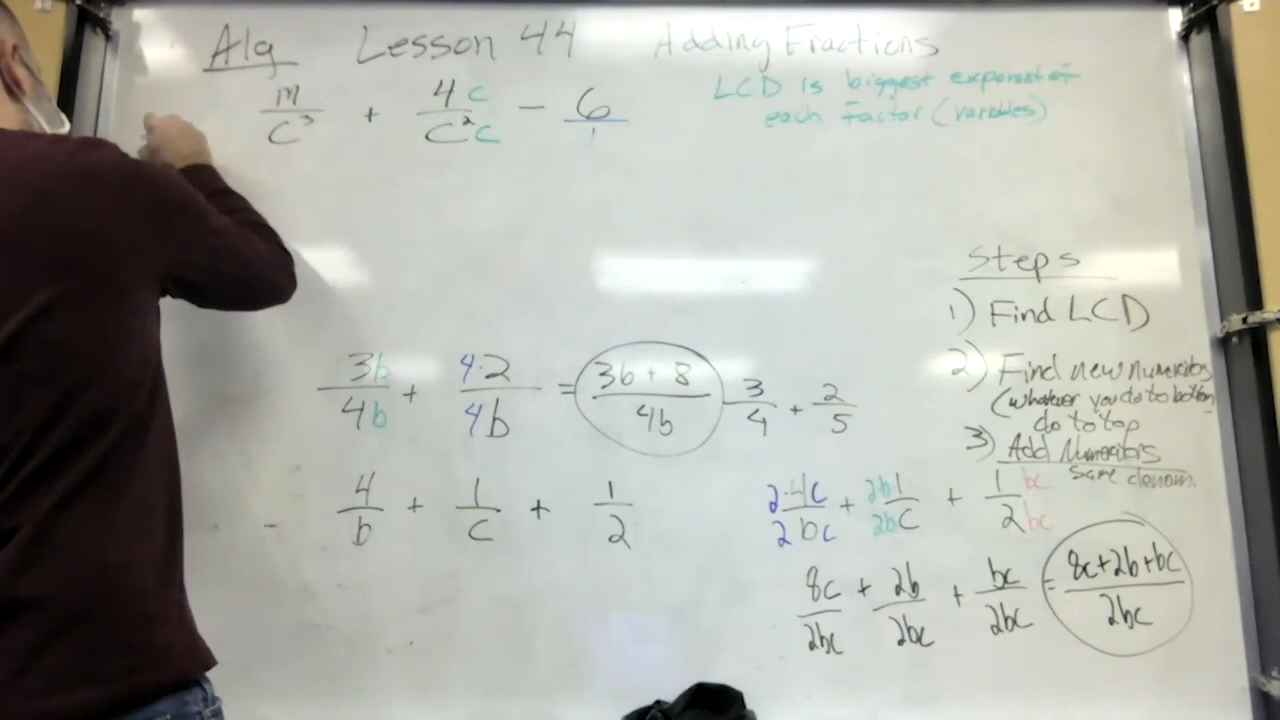 Alg Lesson 44 Adding Fractions
LCD is biggest exponent of
each factor (variables)
m/c³ + 4c/c²c − 6/1
Steps
1) Find LCD
2) Find new numeritors
(whatever you do to bottom
do to top
3) Add Numeritors
same denom.
3b/4b + 4·2/4b = 3b + 8/4b
3/4 + 2/5
4/b + 1/c + 1/2
2·4c/2bc + 2b1/2bc + 1bc/2bc
8c/2bc + 2b/2bc + bc/2bc = 8c+2b+bc/2bc